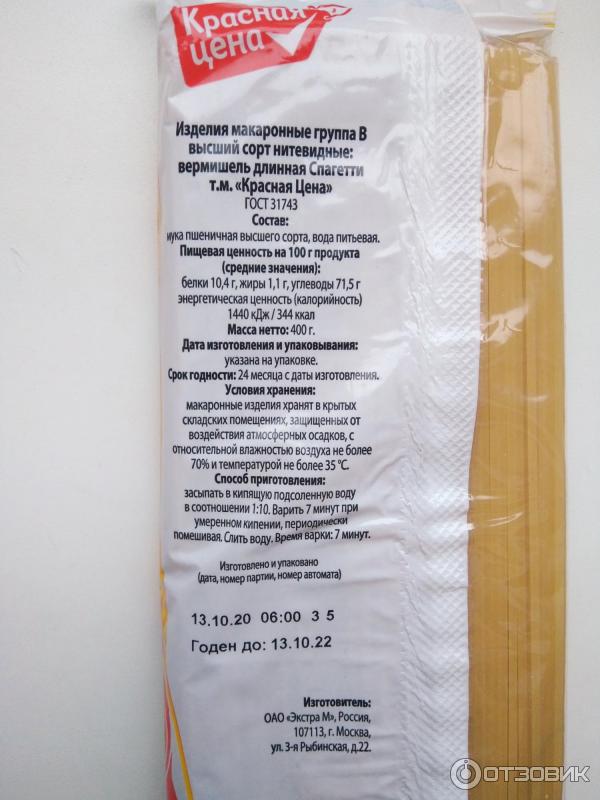 Красная
цена
Изделия макаронные группа В
высший сорт нитевидные:
вермишель длинная Спагетти
т.м. «Красная Цена»
ГОСТ 31743
Состав:
мука пшеничная высшего сорта, вода питьевая.
Пищевая ценность на 100 г продукта
(средние значения):
белки 10,4 г, жиры 1,1 г, углеводы 71,5 г
энергетическая ценность (калорийность)
1440 кДж / 344 ккал
Масса нетто: 400 г.
Дата изготовления и упаковывания:
указана на упаковке.
Срок годности: 24 месяца с даты изготовления.
Условия хранения:
макаронные изделия хранят в крытых
складских помещениях, защищенных от
воздействия атмосферных осадков, с
относительной влажностью воздуха не более
70% и температурой не более 35 °С.
Способ приготовления:
засыпать в кипящую подсоленную воду
в соотношении 1:10. Варить 7 минут при
умеренном кипении, периодически
помешивая. Слить воду. Время варки: 7 минут.
Изготовлено и упаковано
(дата, номер партии, номер автомата)
13.10.20 06:00 3 5
Годен до: 13.10.22
Изготовитель:
ОАО «Экстра М», Россия,
107113, г. Москва,
ул. 3-я Рыбинская, д.22.
ОТЗОВИК